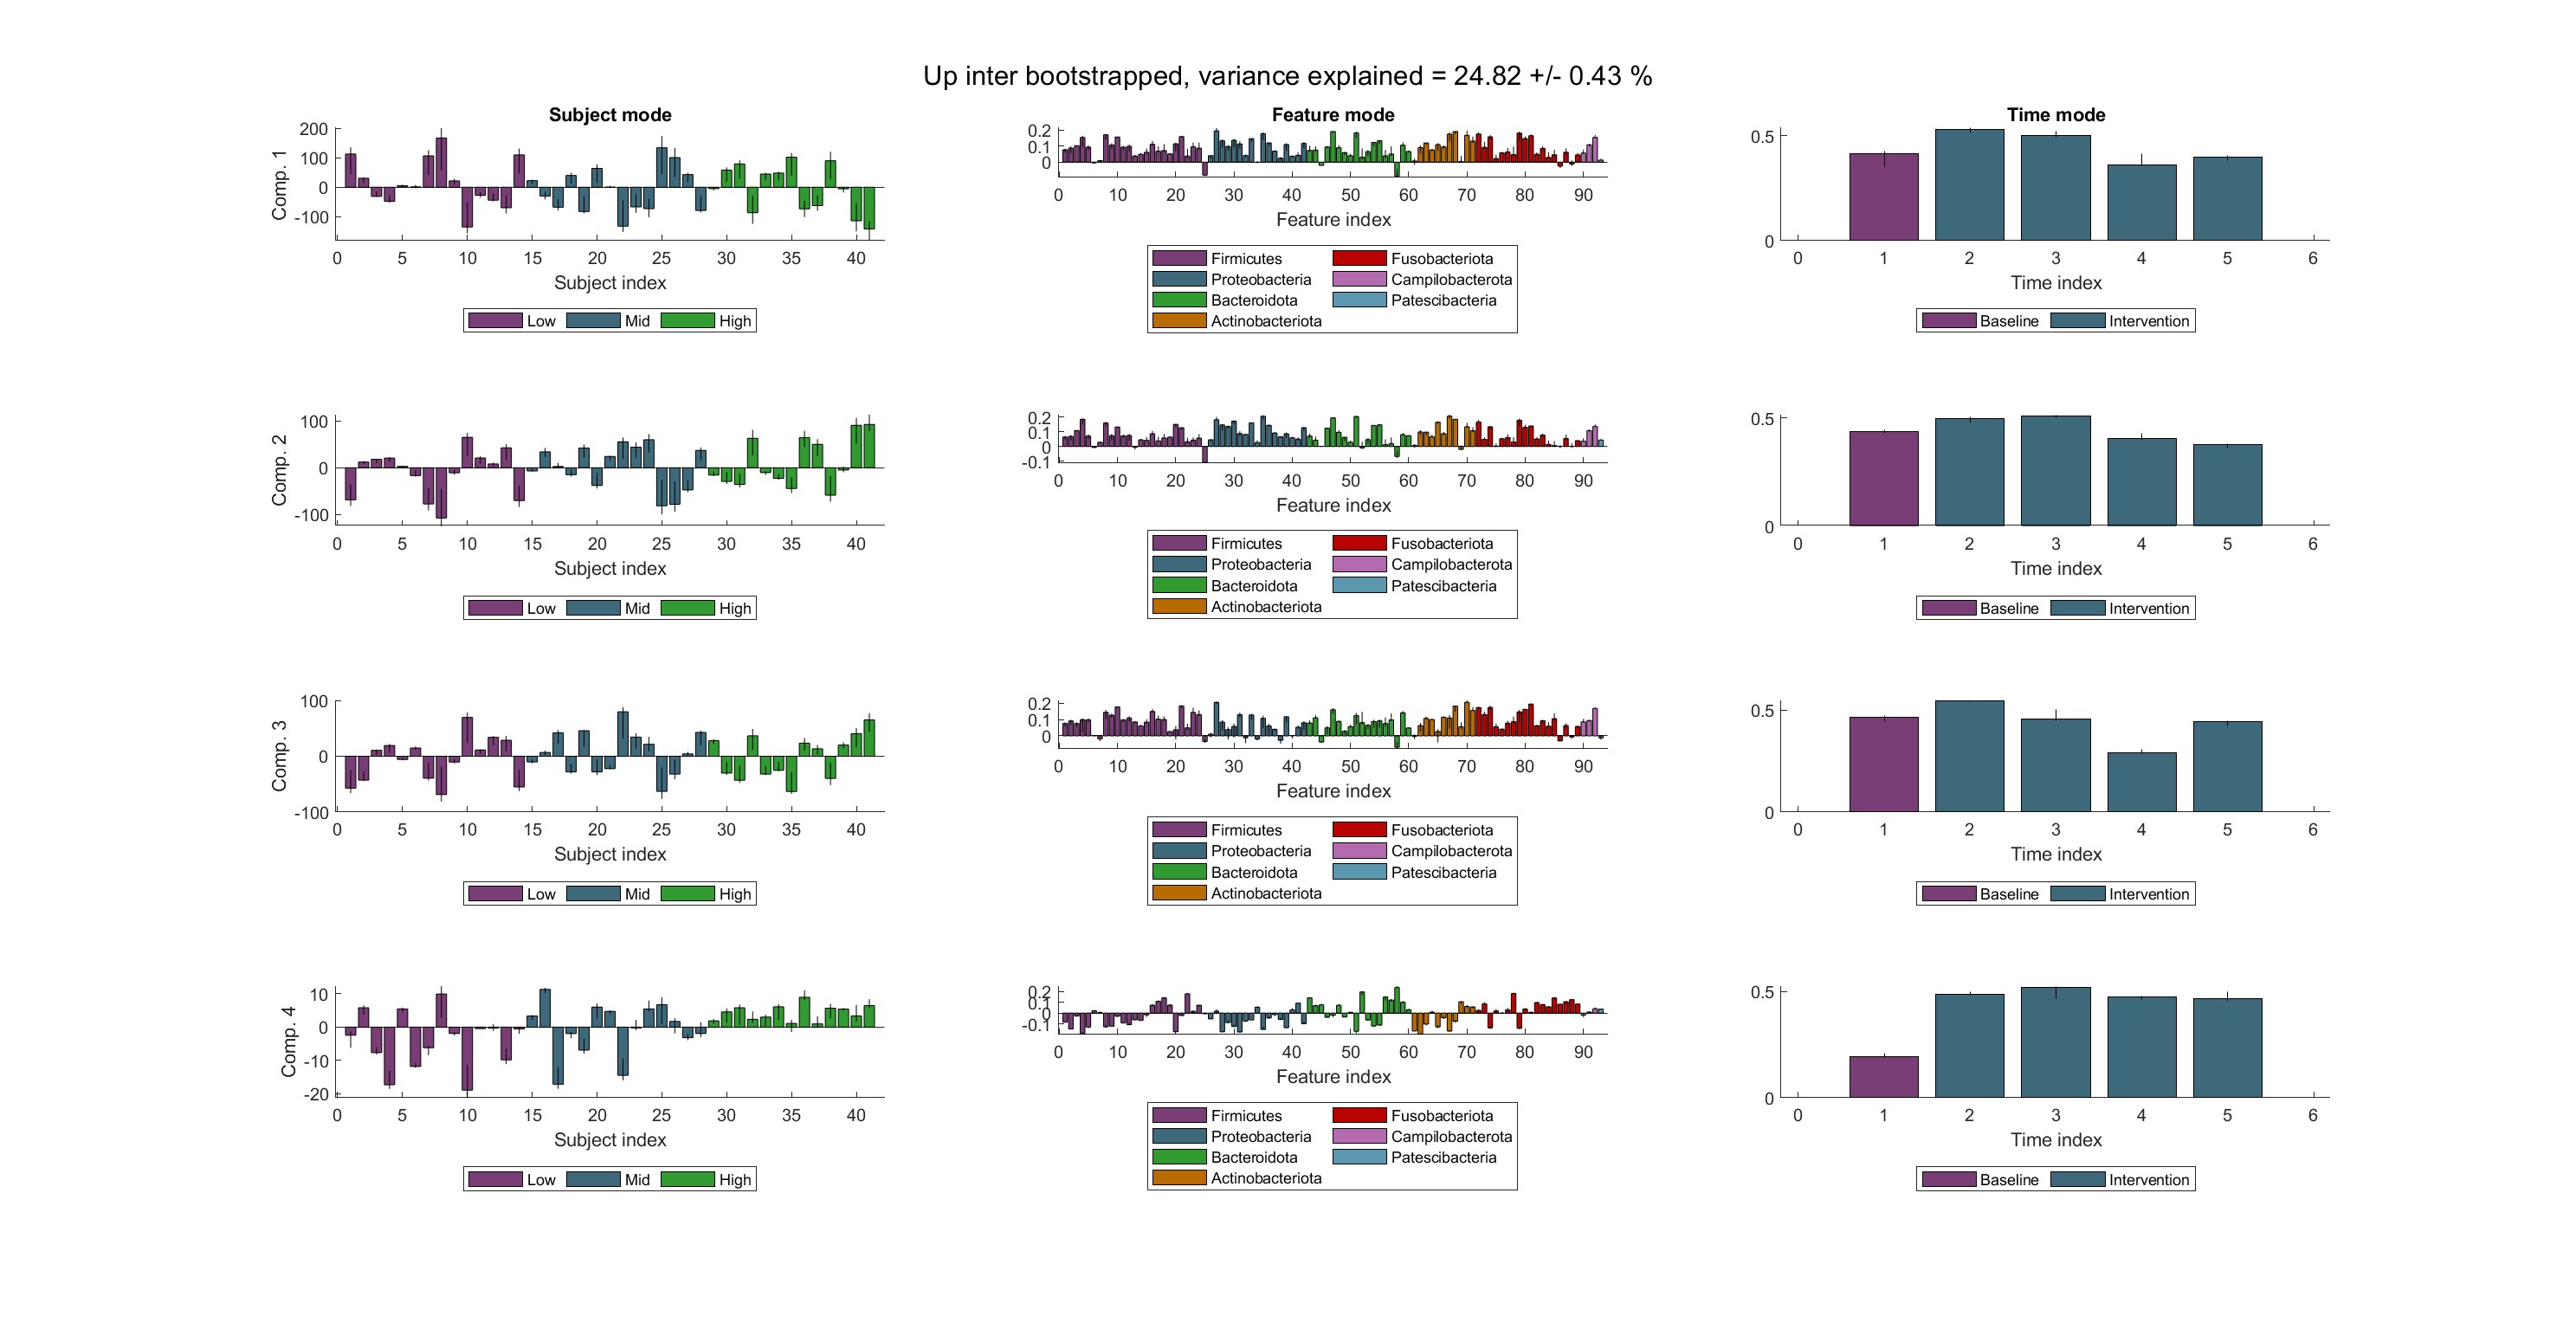 Up inter bootstrapped, variance explained = 24.82 +/- 0.43 %
Subject mode
Feature mode
Time mode
Comp. 1
200
100
0
-100
0 5 10 15 20 25 30 35 40
Subject index
Low Mid High
0.2
0.1
0
0 10 20 30 40 50 60 70 80 90
Feature index
Firmicutes Fusobacteriota
Proteobacteria Campilobacterota
Bacteroidota Patescibacteria
Actinobacteriota
0.5
0
0 1 2 3 4 5 6
Time index
Baseline Intervention
Comp. 2
100
0
-100
0 5 10 15 20 25 30 35 40
Subject index
Low Mid High
0.2
0.1
0
-0.1
0 10 20 30 40 50 60 70 80 90
Feature index
Firmicutes Fusobacteriota
Proteobacteria Campilobacterota
Bacteroidota Patescibacteria
Actinobacteriota
0.5
0
0 1 2 3 4 5 6
Time index
Baseline Intervention
Comp. 3
100
0
-100
0 5 10 15 20 25 30 35 40
Subject index
Low Mid High
0.2
0.1
0
0 10 20 30 40 50 60 70 80 90
Feature index
Firmicutes Fusobacteriota
Proteobacteria Campilobacterota
Bacteroidota Patescibacteria
Actinobacteriota
0.5
0
0 1 2 3 4 5 6
Time index
Baseline Intervention
Comp. 4
10
0
-10
-20
0 5 10 15 20 25 30 35 40
Subject index
Low Mid High
0.2
0.1
0
-0.1
0 10 20 30 40 50 60 70 80 90
Feature index
Firmicutes Fusobacteriota
Proteobacteria Campilobacterota
Bacteroidota Patescibacteria
Actinobacteriota
0.5
0
0 1 2 3 4 5 6
Time index
Baseline Intervention